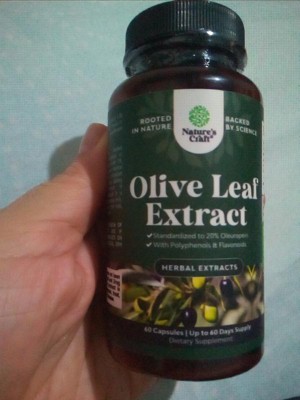 ROOTED
IN NATURE
Nature's
Craft
BACKED
BY SCIENCE
Olive Leaf
Extract
Standardized to 20% Oleuropein
With Polyphenols & Flavonoids
HERBAL EXTRACTS
60 Capsules | Up to 60 Days Supply
Dietary Supplement